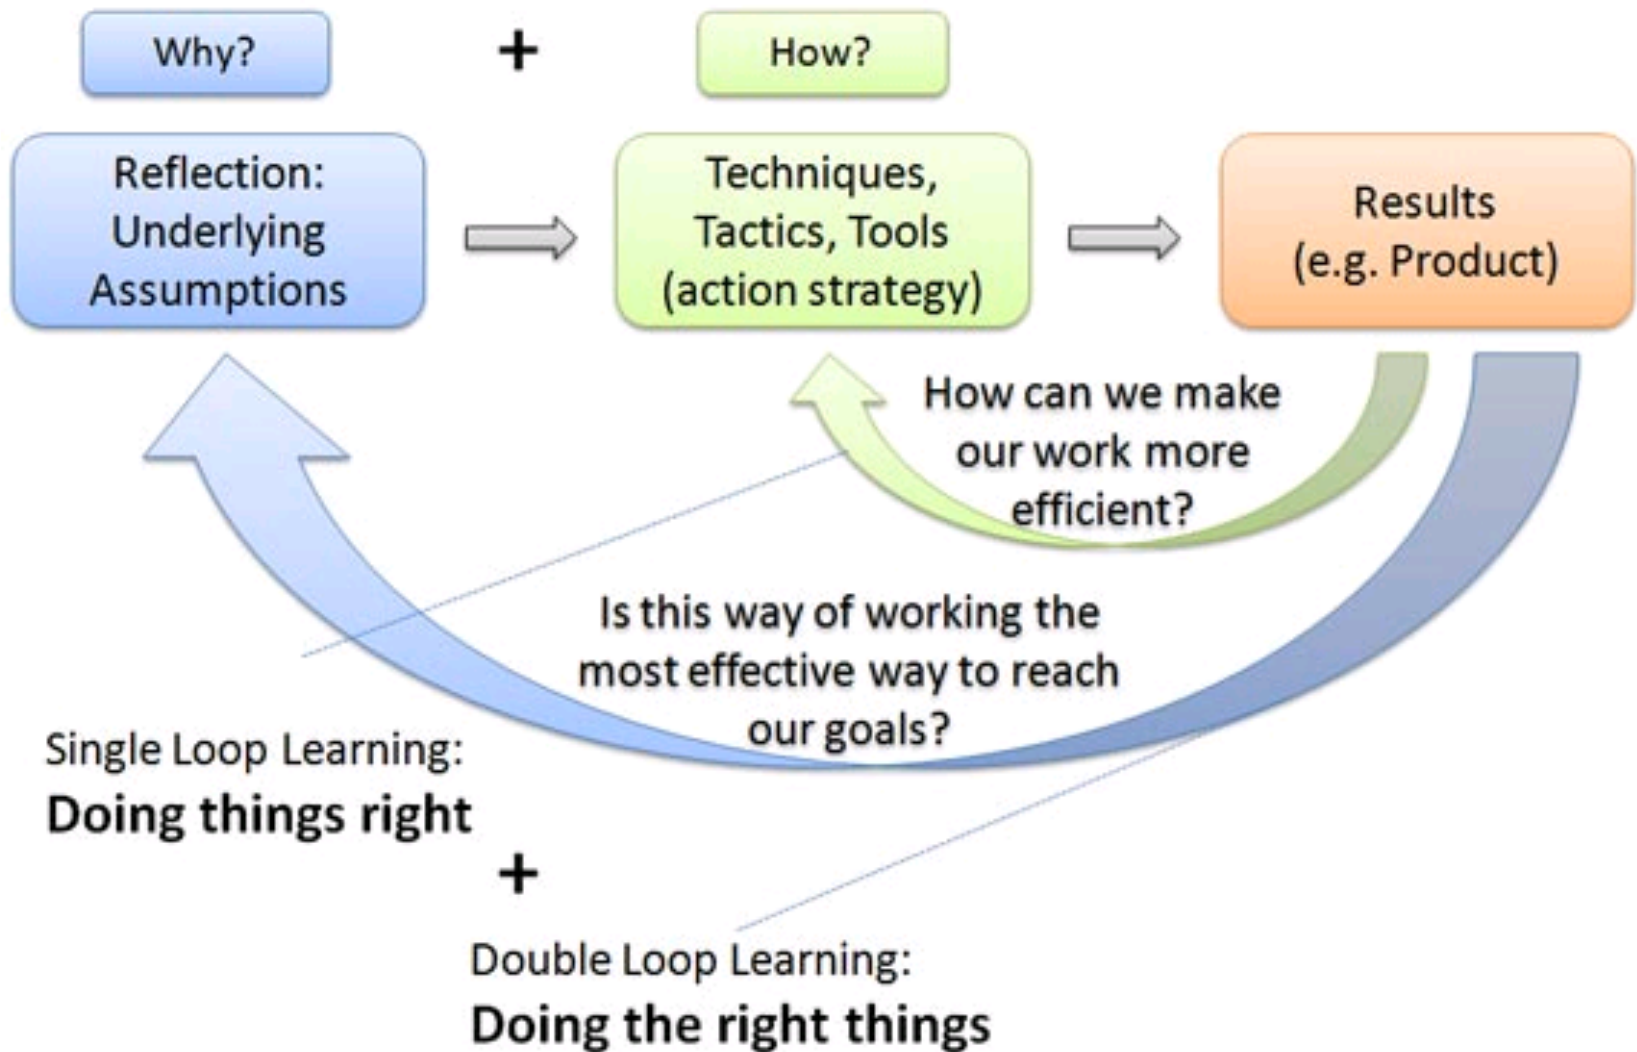 Why?
+
How?
Reflection:
Underlying
Assumptions
Techniques,
Tactics, Tools
(action strategy)
Results
(e.g. Product)
How can we make
our work more
efficient?
Is this way of working the
most effective way to reach
our goals?
Single Loop Learning:
Doing things right
+
Double Loop Learning:
Doing the right things